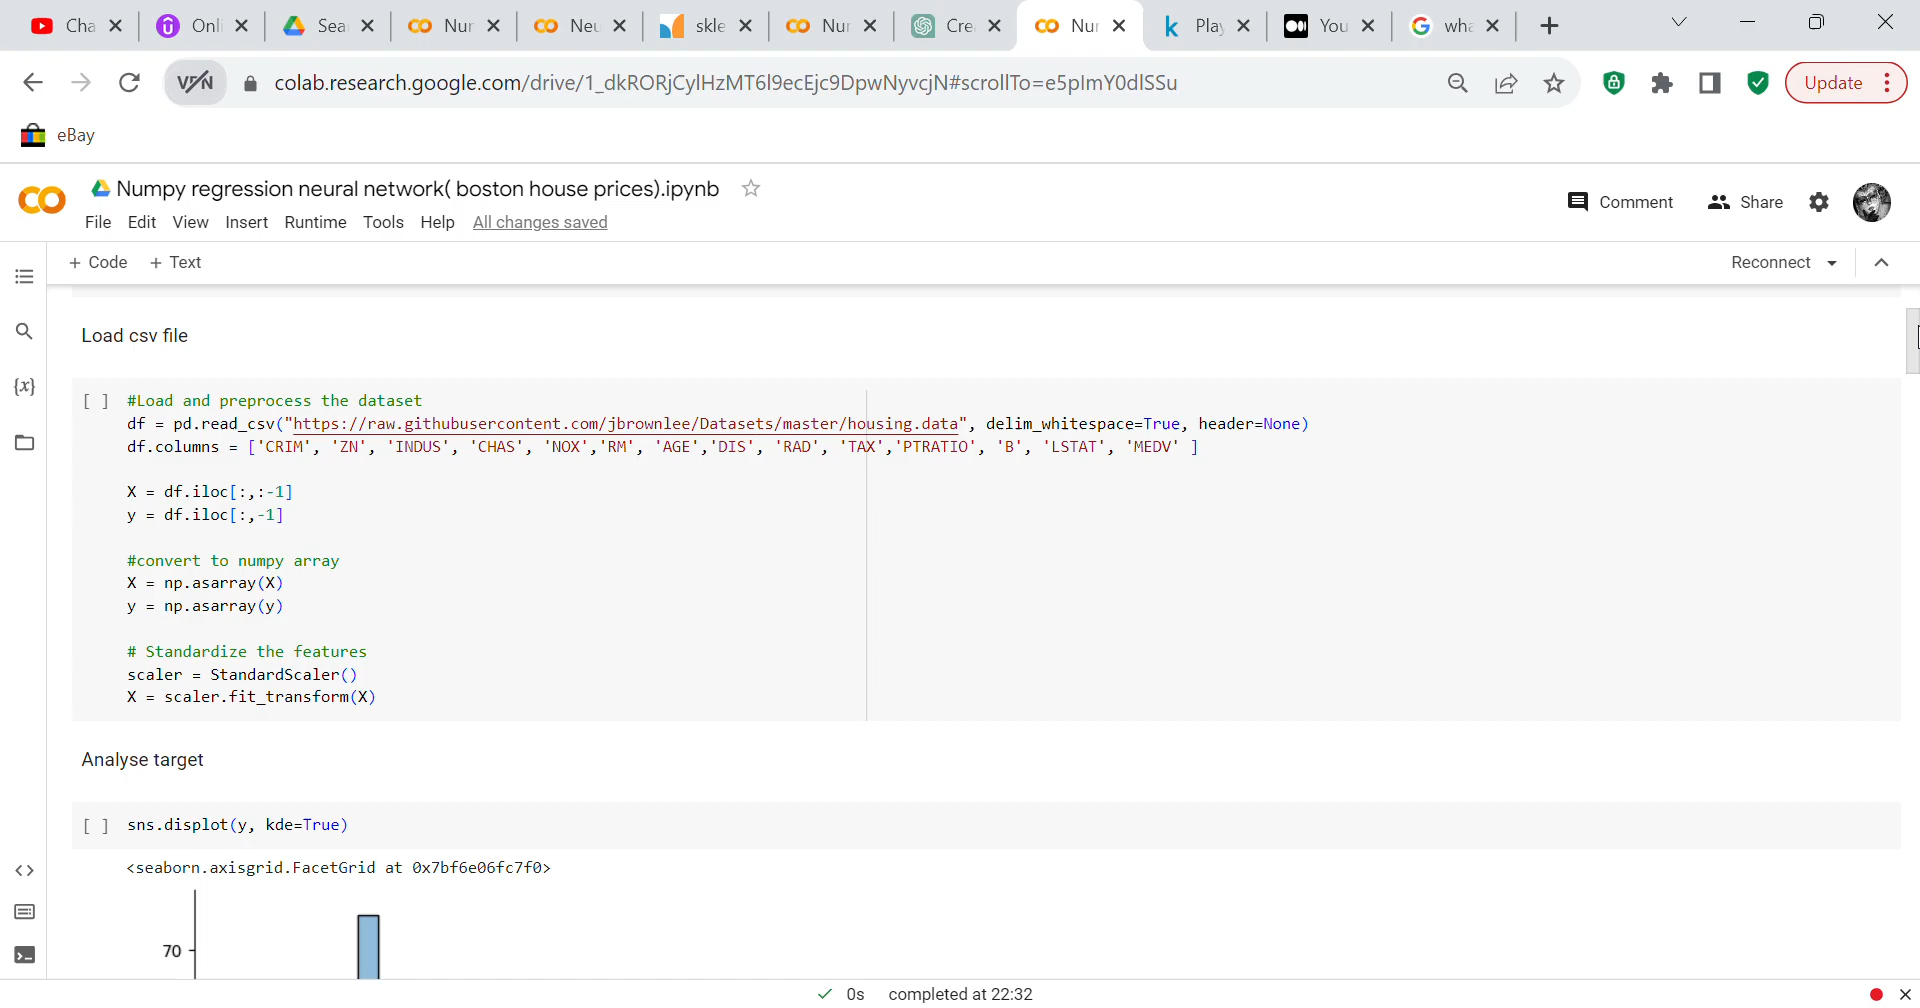 Cha
Onli
Sea
Nur
Neu
skle
Nur
Cre
Nur
Play
You
wha
VPN
colab.research.google.com/drive/1_dkRORjCylHzMT6l9ecEjc9DpwNyvcjN#scrollTo=e5plmY0dlSSu
Update
eBay
Numpy regression neural network( boston house prices).ipynb
Comment
Share
File Edit View Insert Runtime Tools Help All changes saved
+ Code + Text
Reconnect
Load csv file
[ ] #Load and preprocess the dataset
df = pd.read_csv("https://raw.githubusercontent.com/jbrownlee/Datasets/master/housing.data", delim_whitespace=True, header=None)
df.columns = ['CRIM', 'ZN', 'INDUS', 'CHAS', 'NOX','RM', 'AGE','DIS', 'RAD', 'TAX','PTRATIO', 'B', 'LSTAT', 'MEDV' ]
X = df.iloc[:,:-1]
y = df.iloc[:,-1]
#convert to numpy array
X = np.asarray(X)
y = np.asarray(y)
# Standardize the features
scaler = StandardScaler()
X = scaler.fit_transform(X)
Analyse target
[ ] sns.displot(y, kde=True)
<seaborn.axisgrid.FacetGrid at 0x7bf6e06fc7f0>
70
0s completed at 22:32